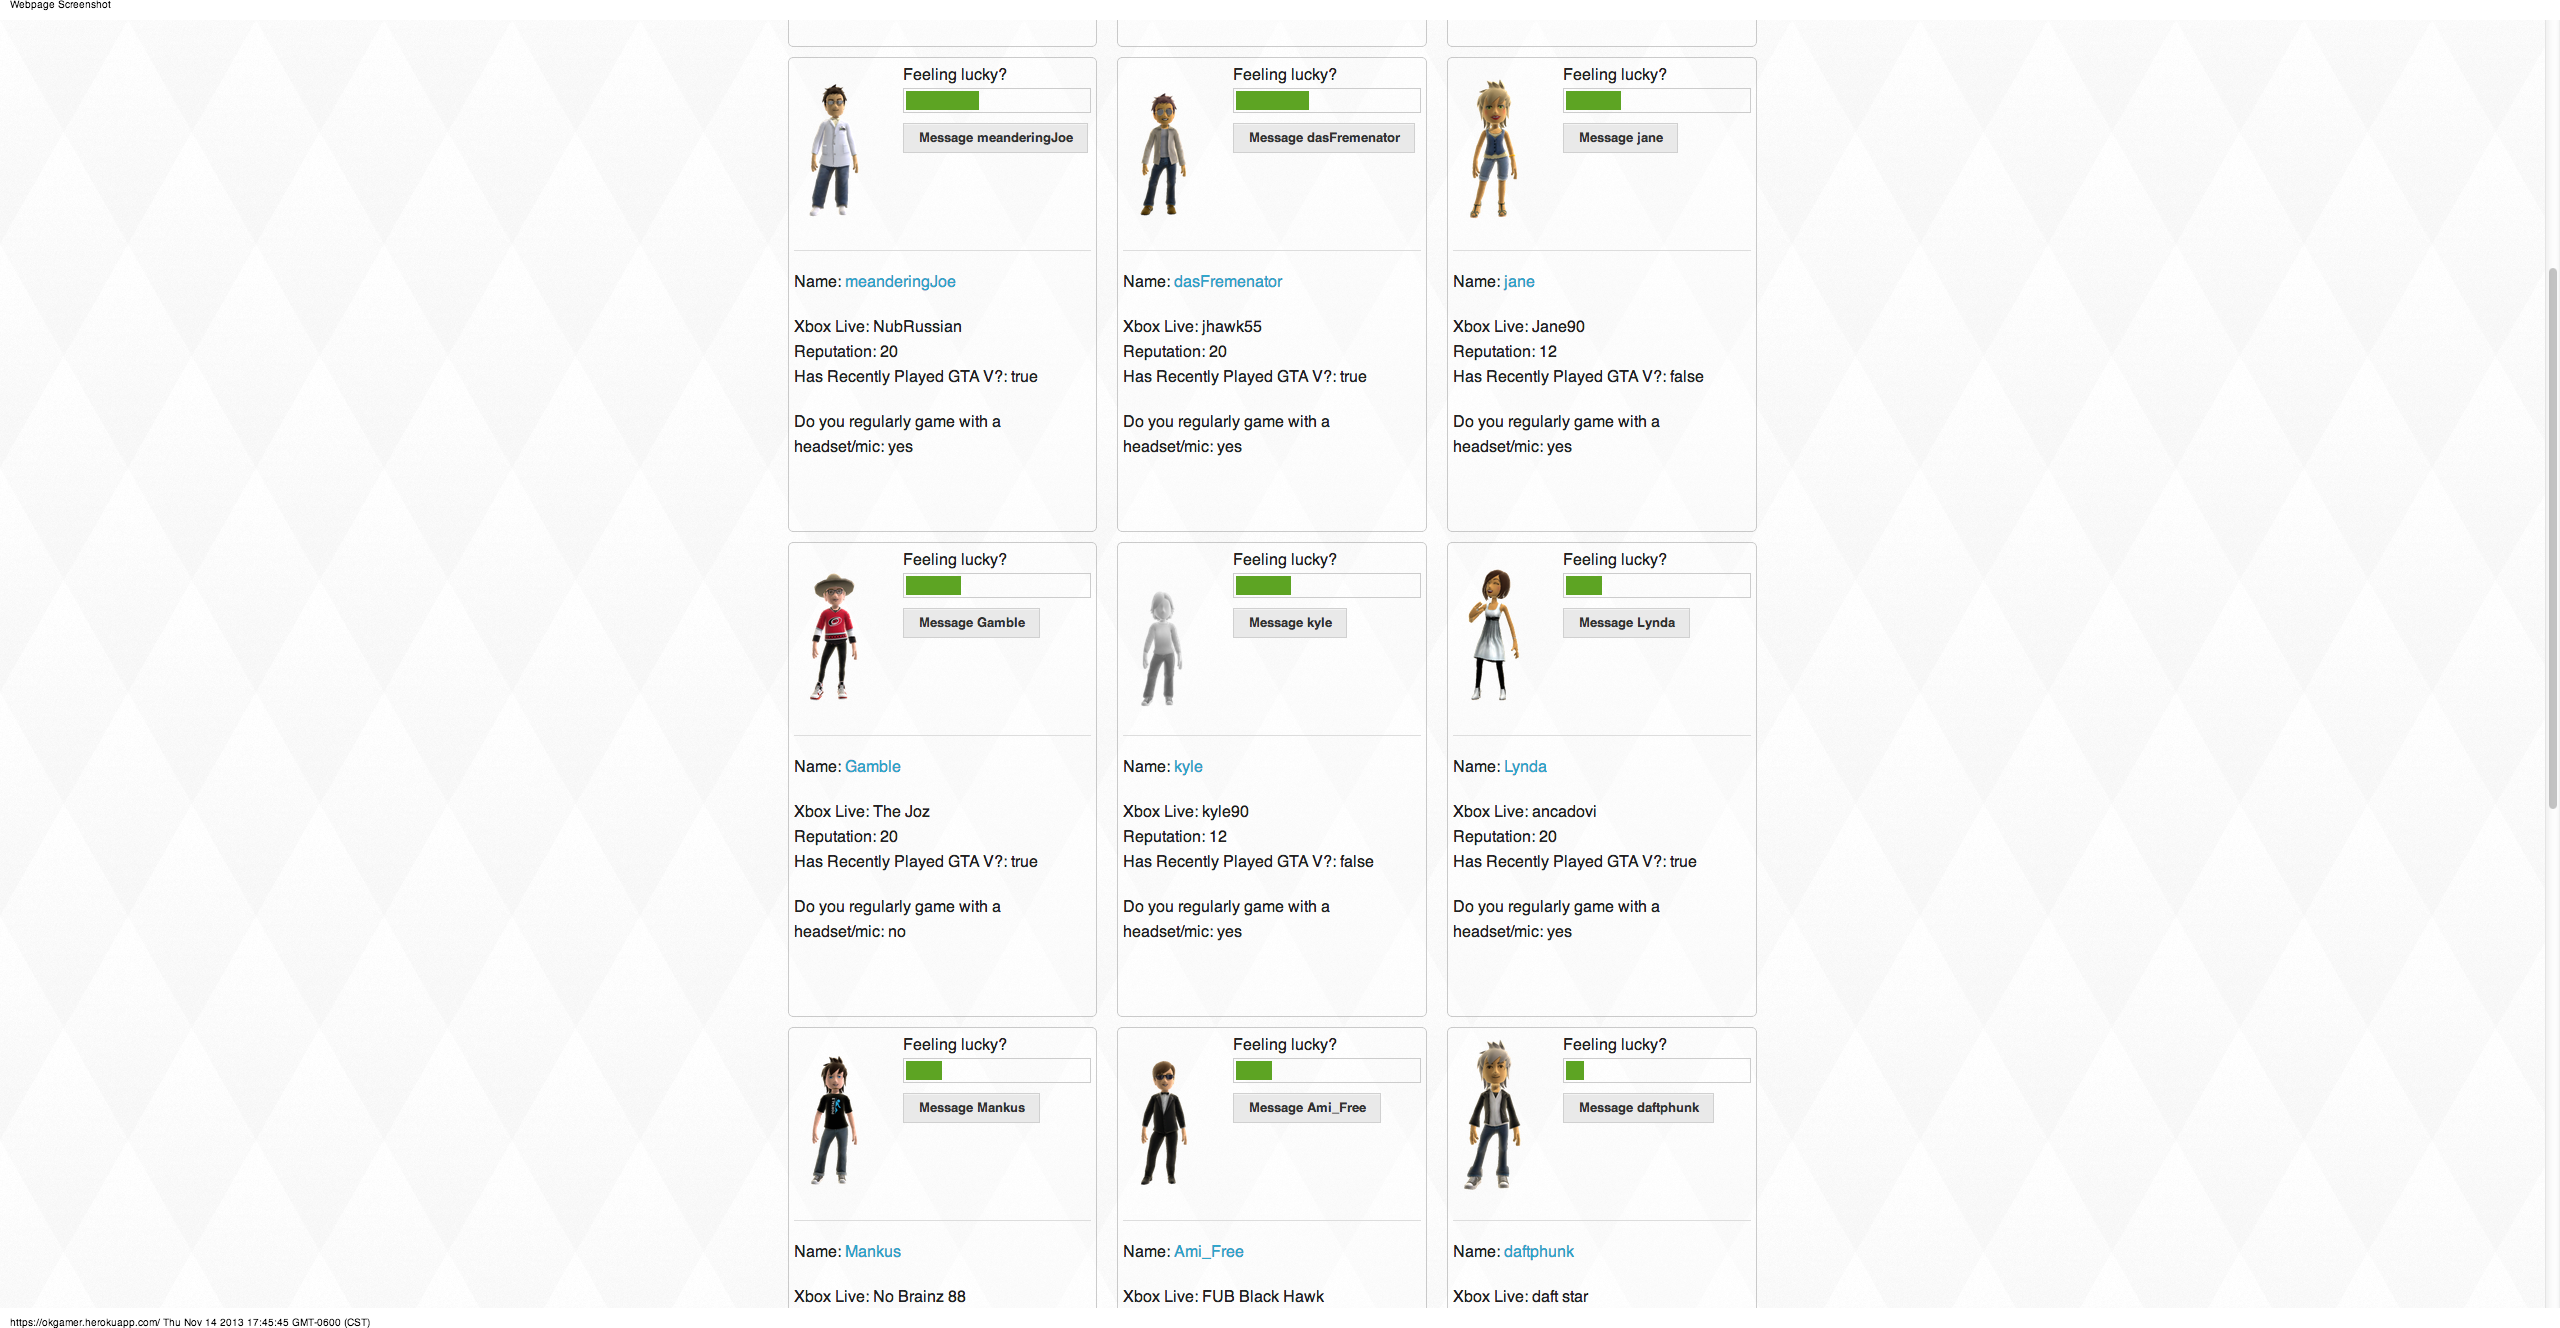 Webpage Screenshot
Feeling lucky?
Message meanderingJoe
Name: meanderingJoe
Xbox Live: NubRussian
Reputation: 20
Has Recently Played GTA V?: true
Do you regularly game with a
headset/mic: yes
Feeling lucky?
Message dasFremenator
Name: dasFremenator
Xbox Live: jhawk55
Reputation: 20
Has Recently Played GTA V?: true
Do you regularly game with a
headset/mic: yes
Feeling lucky?
Message jane
Name: jane
Xbox Live: Jane90
Reputation: 12
Has Recently Played GTA V?: false
Do you regularly game with a
headset/mic: yes
Feeling lucky?
Message Gamble
Name: Gamble
Xbox Live: The Joz
Reputation: 20
Has Recently Played GTA V?: true
Do you regularly game with a
headset/mic: no
Feeling lucky?
Message kyle
Name: kyle
Xbox Live: kyle90
Reputation: 12
Has Recently Played GTA V?: false
Do you regularly game with a
headset/mic: yes
Feeling lucky?
Message Lynda
Name: Lynda
Xbox Live: ancadovi
Reputation: 20
Has Recently Played GTA V?: true
Do you regularly game with a
headset/mic: yes
Feeling lucky?
Message Mankus
Name: Mankus
Xbox Live: No Brainz 88
Feeling lucky?
Message Ami_Free
Name: Ami_Free
Xbox Live: FUB Black Hawk
Feeling lucky?
Message daftphunk
Name: daftphunk
Xbox Live: daft star
https://okgamer.herokuapp.com/ Thu Nov 14 2013 17:45:45 GMT-0600 (CST)